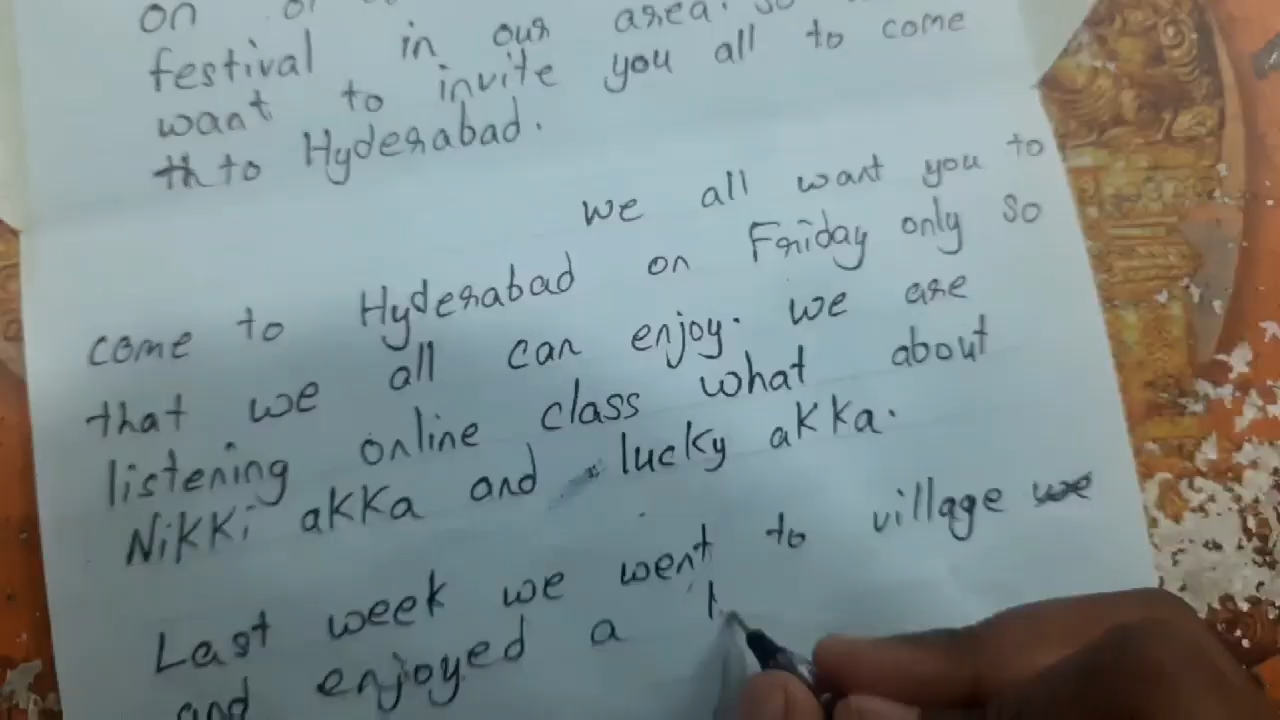 on
festival in our area. so
want to invite you all to come
th to Hyderabad.
we all want you to
come to Hyderabad on Friday only so
that we all can enjoy. we are
listening online class what about
Nikki akka and lucky akka.
Last week we went to village we
and enjoyed a